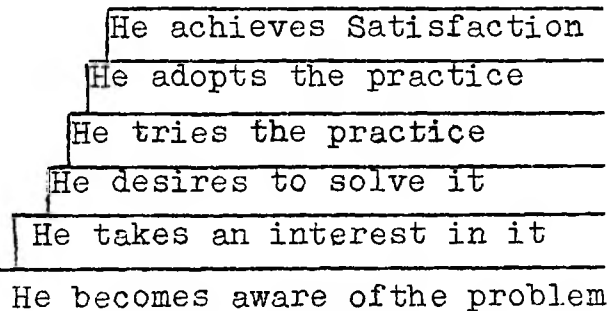 He achieves Satisfaction
He adopts the practice
He tries the practice
He desires to solve it
He takes an interest in it
He becomes aware ofthe problem